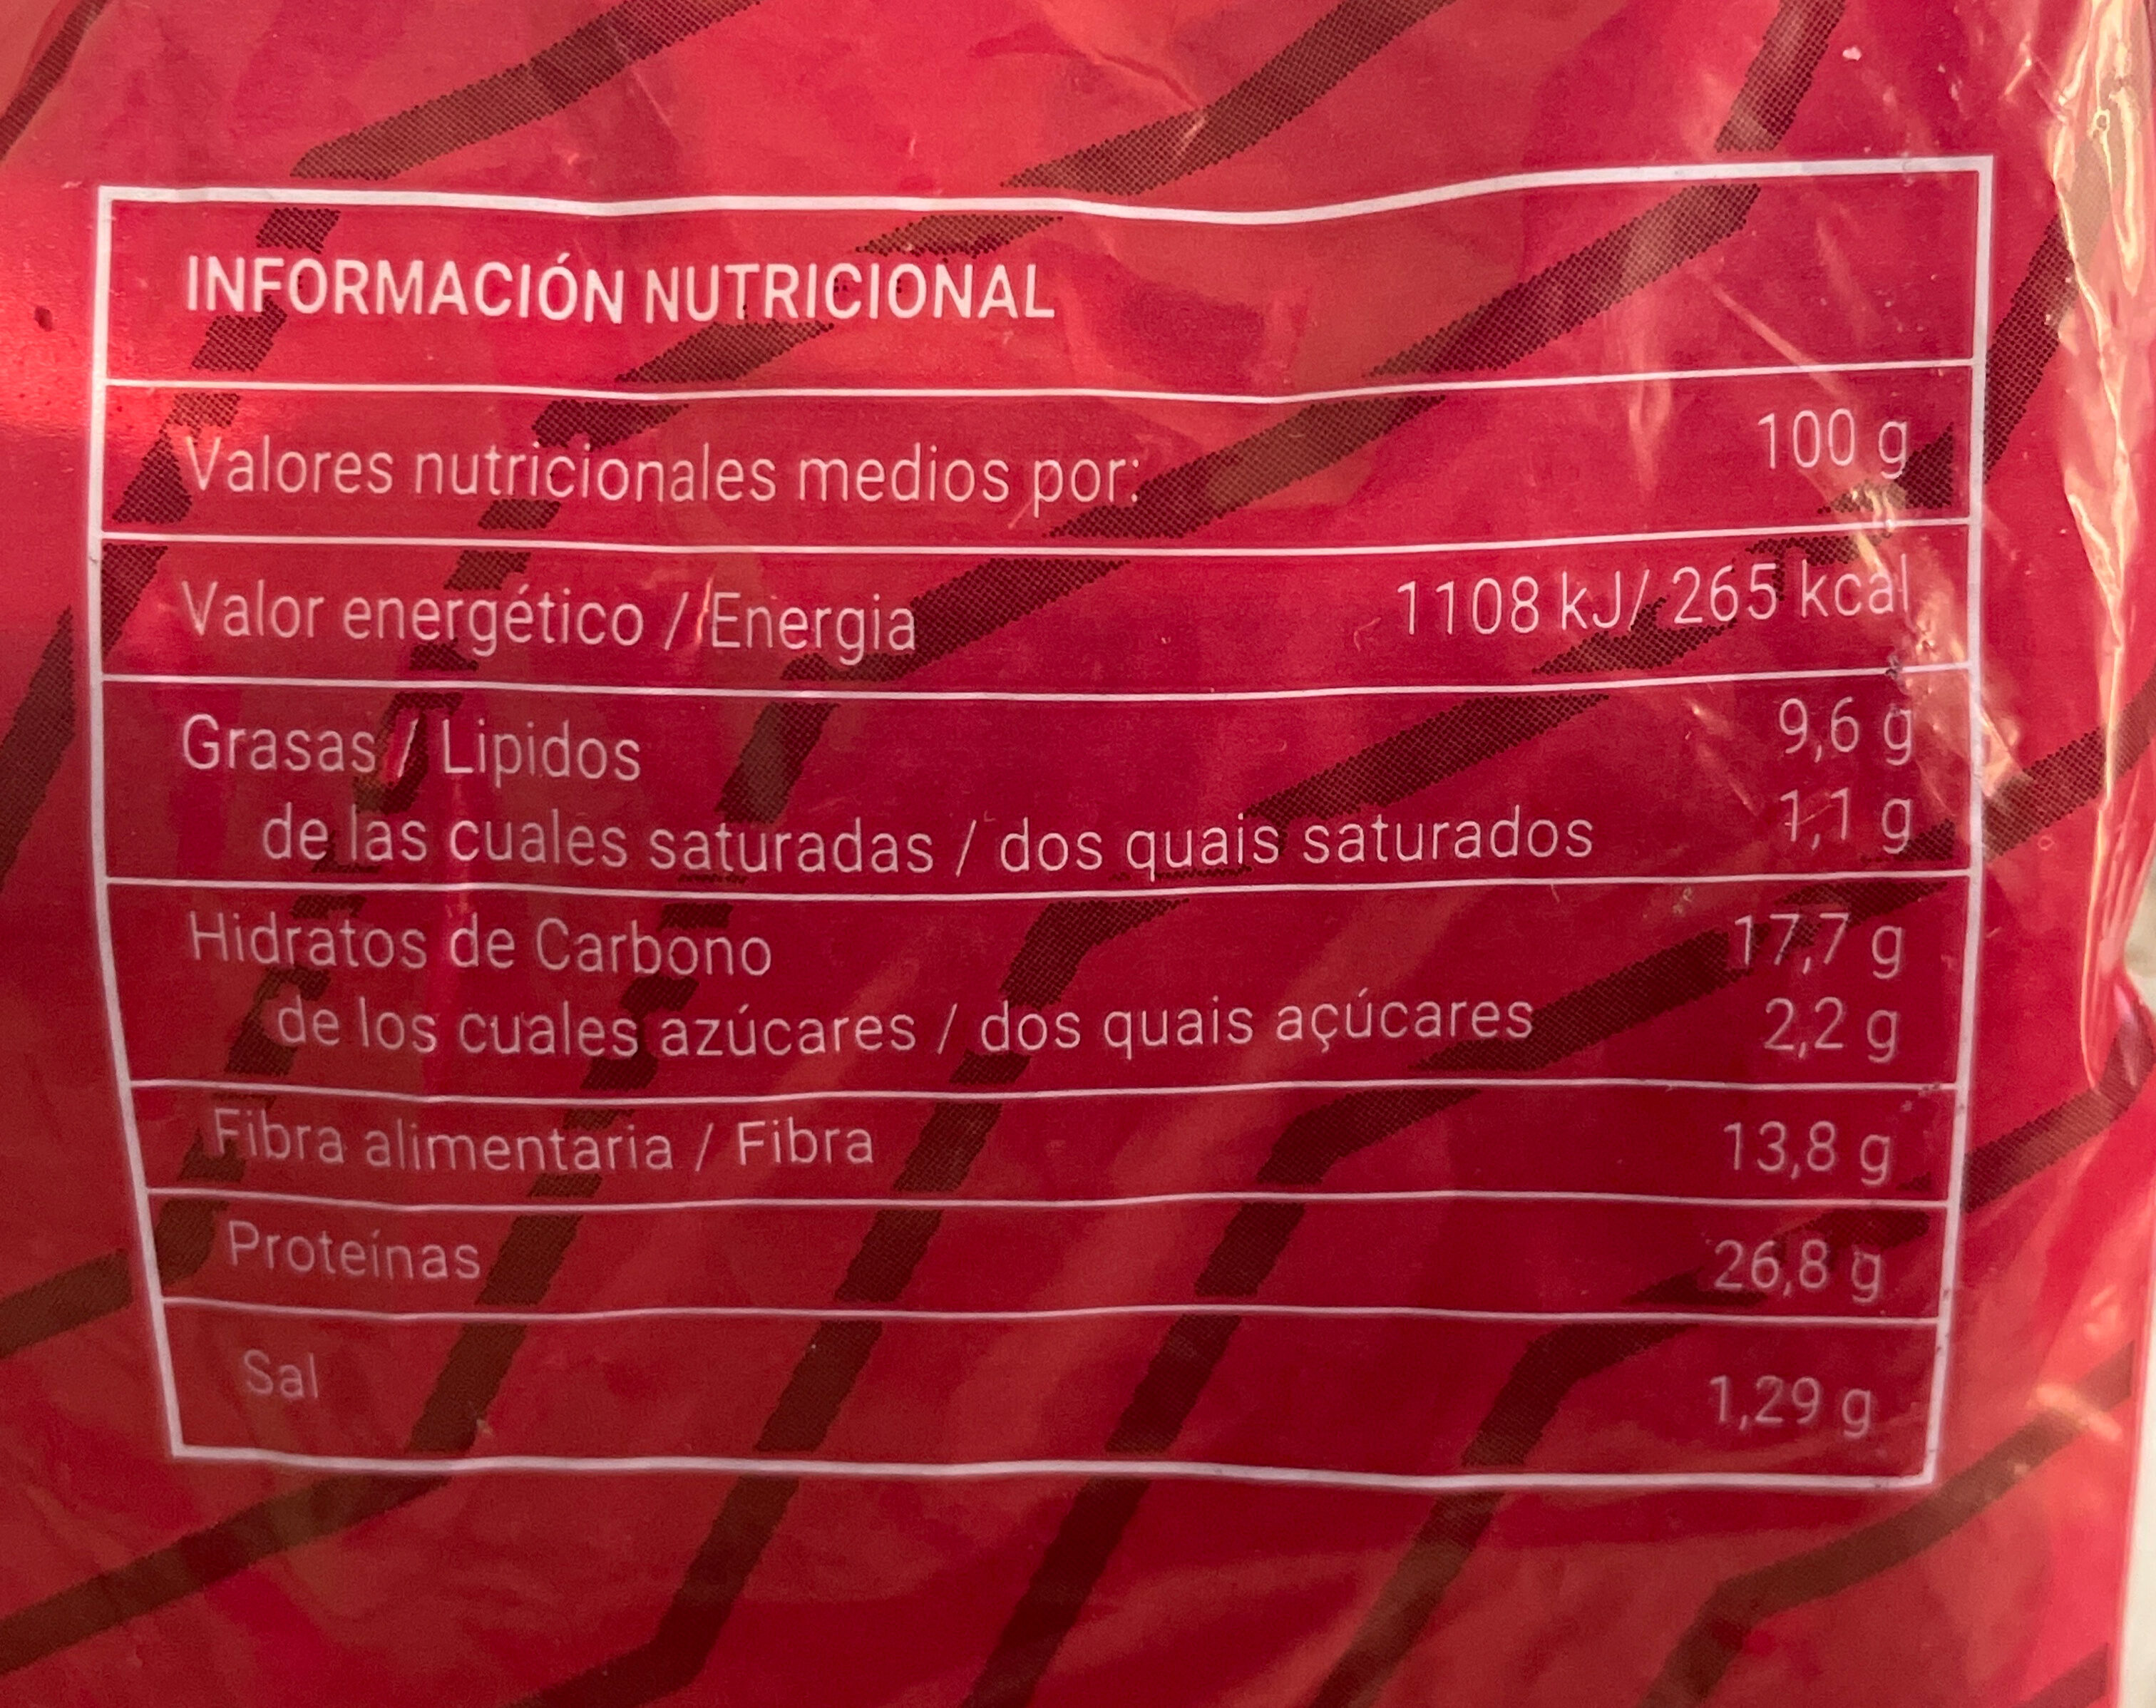 INFORMACIÓN NUTRICIONAL
Valores nutricionales medios por: 100 g
Valor energético / Energia 1108 kJ/ 265 kcal
Grasas / Lipidos 9,6 g
de las cuales saturadas / dos quais saturados 1,1 g
Hidratos de Carbono 17,7 g
de los cuales azúcares / dos quais açúcares 2,2 g
Fibra alimentaria / Fibra 13,8 g
Proteínas 26,8 g
Sal 1,29 g